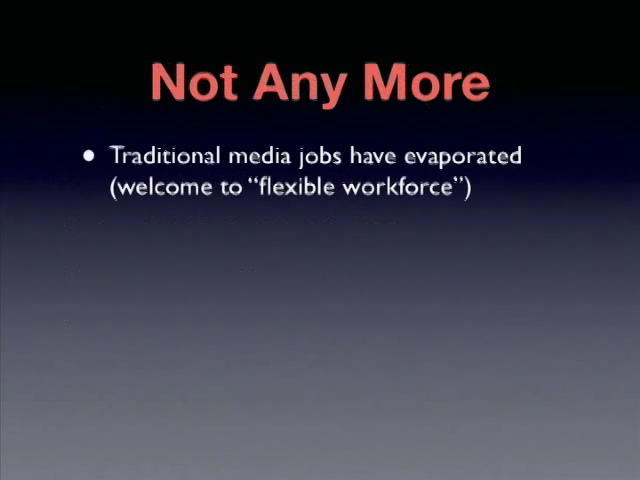 Not Any More
• Traditional media jobs have evaporated
(welcome to “flexible workforce”)